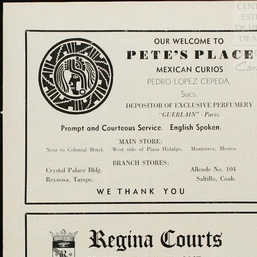 OUR WELCOME TO
PETE'S PLACE
MEXICAN CURIOS
PEDRO LOPEZ CEPEDA,
Sucs.
DEPOSITOR OF EXCLUSIVE PERFUMERY
"GUERLAIN" - Paris.
Prompt and Courteous Service. English Spoken.
MAIN STORE:
Next to Colonial Hotel. West side of Plaza Hidalgo. Monterrey, Mexico
BRANCH STORES:
Crystal Palace Bldg. Allende No. 104
Reynosa, Tamps. Saltillo, Coah.
WE THANK YOU
Regina Courts